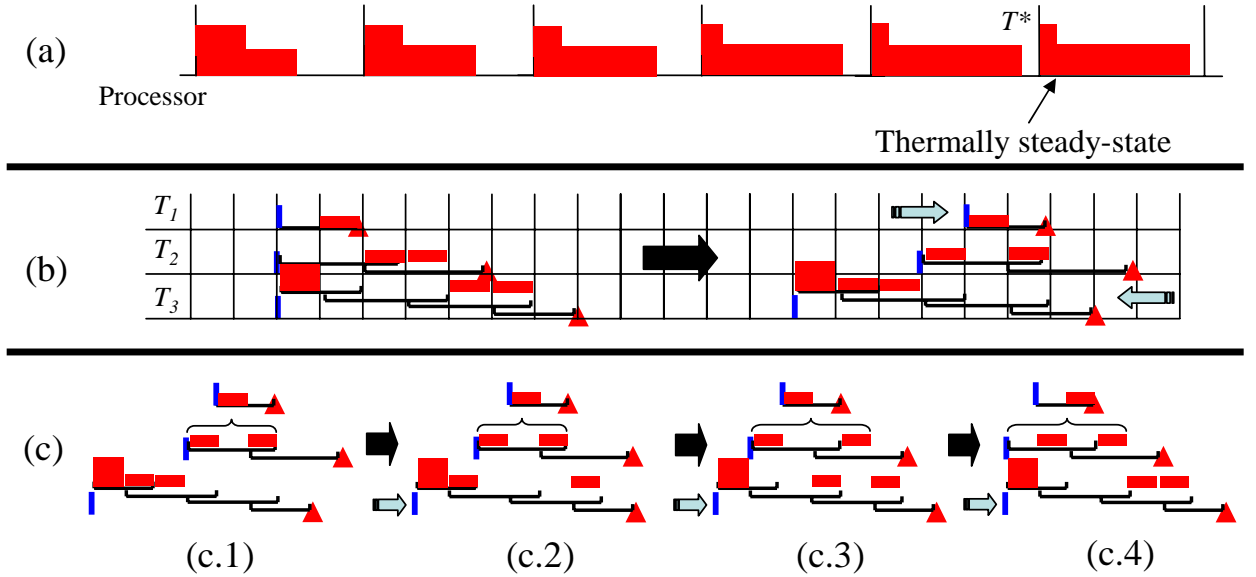 T*
(a)
Processor
Thermally steady-state
T1
T2
(b)
T3
(c)
(c.1) (c.2) (c.3) (c.4)